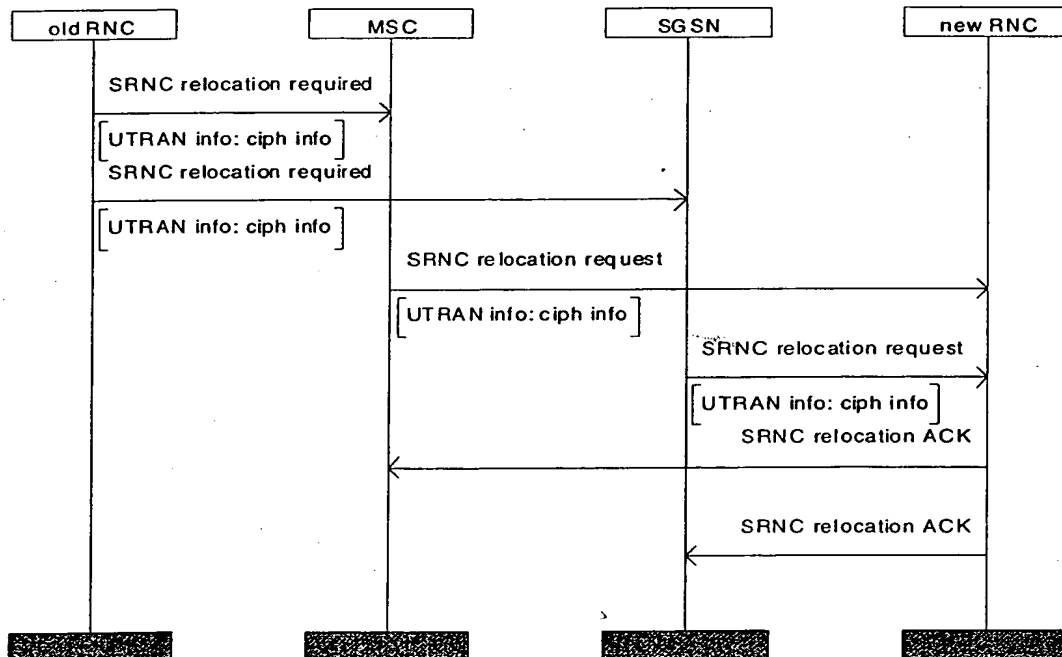 old RNC
MSC
SGSN
new RNC
SRNC relocation required
[UTRAN info: ciph info]
SRNC relocation required
[UTRAN info: ciph info]
SRNC relocation request
[UTRAN info: ciph info]
SRNC relocation request
[UTRAN info: ciph info]
SRNC relocation ACK
SRNC relocation ACK